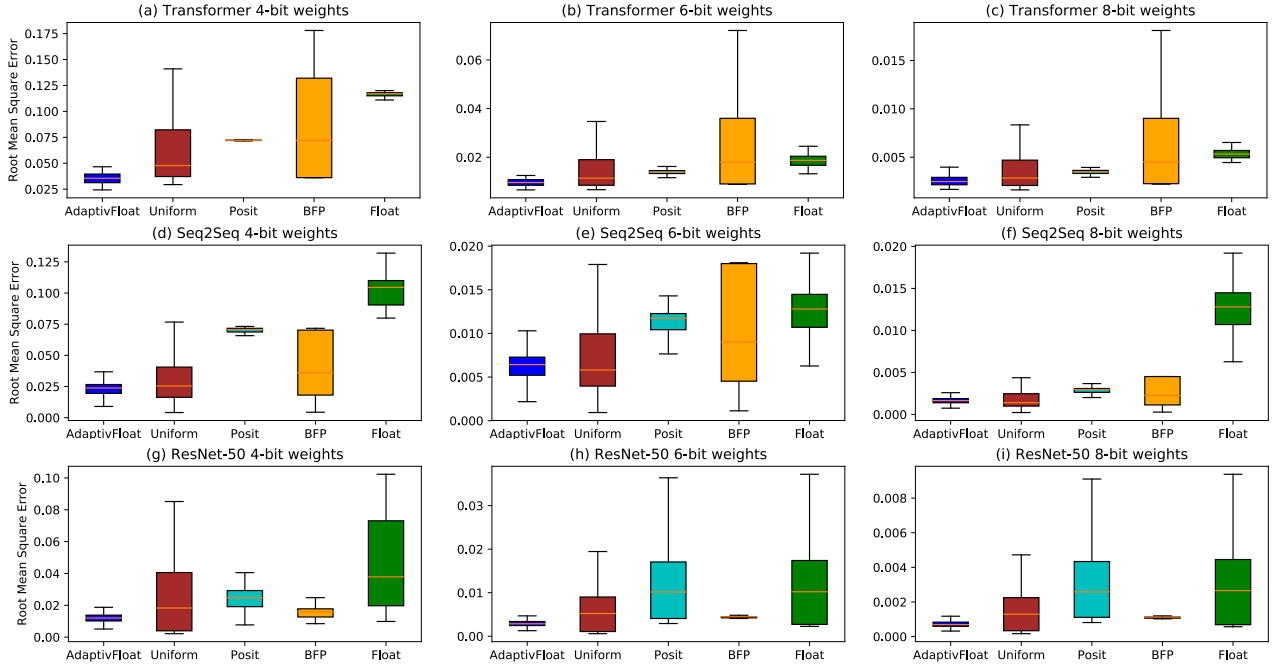 (a) Transformer 4-bit weights
(b) Transformer 6-bit weights
(c) Transformer 8-bit weights
Root Mean Square Error
0.175
0.150
0.125
0.100
0.075
0.050
0.025
0.06
0.04
0.02
0.015
0.010
0.005
AdaptivFloat Uniform Posit BFP Float
AdaptivFloat Uniform Posit BFP Float
AdaptivFloat Uniform Posit BFP Float
(d) Seq2Seq 4-bit weights
(e) Seq2Seq 6-bit weights
(f) Seq2Seq 8-bit weights
Root Mean Square Error
0.125
0.100
0.075
0.050
0.025
0.000
0.020
0.015
0.010
0.005
0.000
0.020
0.015
0.010
0.005
0.000
AdaptivFloat Uniform Posit BFP Float
AdaptivFloat Uniform Posit BFP Float
AdaptivFloat Uniform Posit BFP Float
(g) ResNet-50 4-bit weights
(h) ResNet-50 6-bit weights
(i) ResNet-50 8-bit weights
Root Mean Square Error
0.10
0.08
0.06
0.04
0.02
0.00
0.03
0.02
0.01
0.00
0.008
0.006
0.004
0.002
0.000
AdaptivFloat Uniform Posit BFP Float
AdaptivFloat Uniform Posit BFP Float
AdaptivFloat Uniform Posit BFP Float